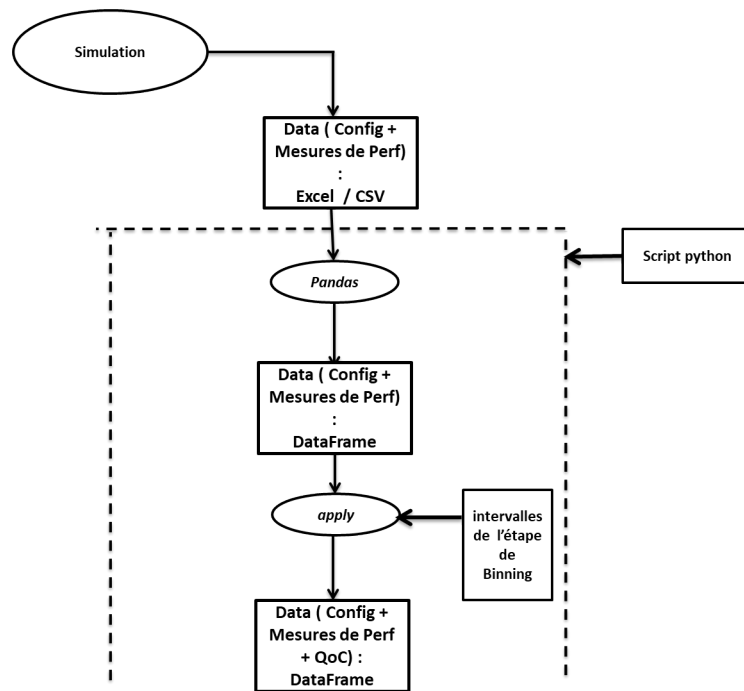 Simulation
Data ( Config +
Mesures de Perf)
:
Excel / CSV
Script python
Pandas
Data ( Config +
Mesures de Perf)
:
DataFrame
apply
intervalles
de l'étape
de
Binning
Data ( Config +
Mesures de Perf
+ QoC) :
DataFrame